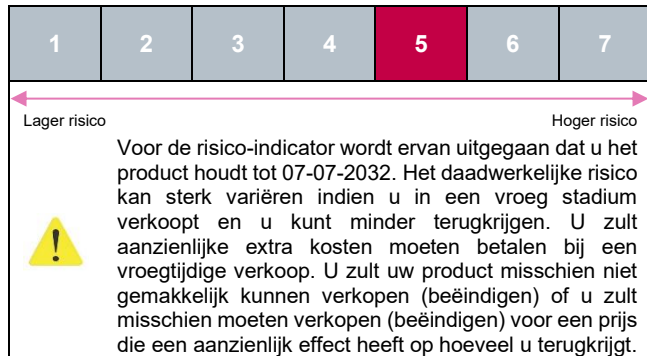 1 2 3 4 5 6 7
Lager risico Hoger risico
Voor de risico-indicator wordt ervan uitgegaan dat u het
product houdt tot 07-07-2032. Het daadwerkelijke risico
kan sterk variëren indien u in een vroeg stadium
verkoopt en u kunt minder terugkrijgen. U zult
aanzienlijke extra kosten moeten betalen bij een
vroegtijdige verkoop. U zult uw product misschien niet
gemakkelijk kunnen verkopen (beëindigen) of u zult
misschien moeten verkopen (beëindigen) voor een prijs
die een aanzienlijk effect heeft op hoeveel u terugkrijgt.